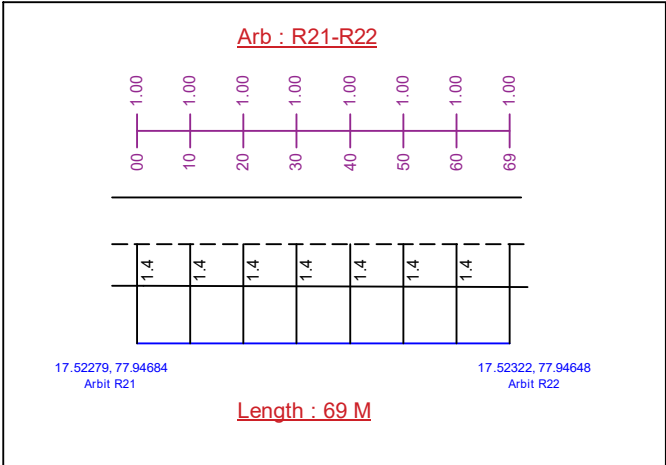 Arb : R21-R22
1.00 1.00 1.00 1.00 1.00 1.00 1.00 1.00
00 10 20 30 40 50 60 69
1.4 1.4 1.4 1.4 1.4 1.4 1.4
17.52279, 77.94684
Arbit R21
17.52322, 77.94648
Arbit R22
Length : 69 M